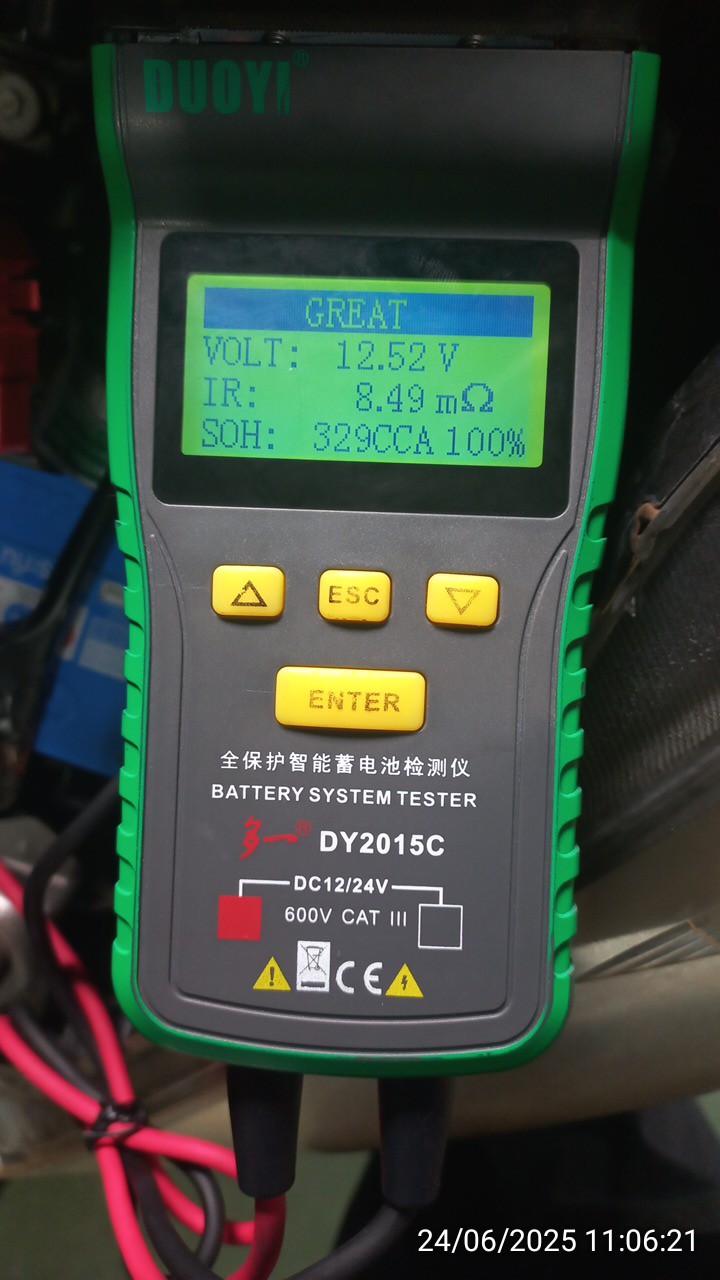 DUOYI®
GREAT
VOLT: 12.52 V
IR: 8.49 mΩ
SOH: 329CCA 100%
ESC
ENTER
全保护智能蓄电池检测仪
BATTERY SYSTEM TESTER
多一® DY2015C
DC12/24V
600V CAT III
CE
24/06/2025 11:06:21